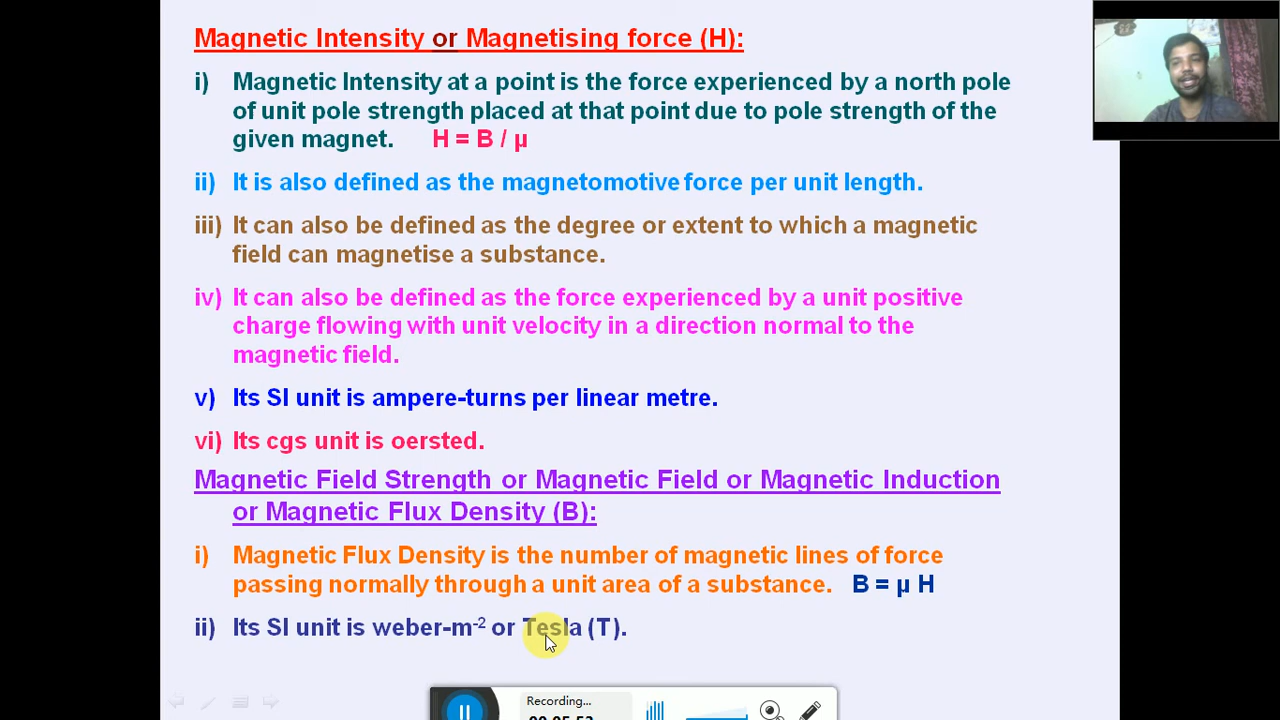 Magnetic Intensity or Magnetising force (H):
i) Magnetic Intensity at a point is the force experienced by a north pole
of unit pole strength placed at that point due to pole strength of the
given magnet. H = B / μ
ii) It is also defined as the magnetomotive force per unit length.
iii) It can also be defined as the degree or extent to which a magnetic
field can magnetise a substance.
iv) It can also be defined as the force experienced by a unit positive
charge flowing with unit velocity in a direction normal to the
magnetic field.
v) Its SI unit is ampere-turns per linear metre.
vi) Its cgs unit is oersted.
Magnetic Field Strength or Magnetic Field or Magnetic Induction
or Magnetic Flux Density (B):
i) Magnetic Flux Density is the number of magnetic lines of force
passing normally through a unit area of a substance. B = μ H
ii) Its SI unit is weber-m⁻² or Tesla (T).
Recording...